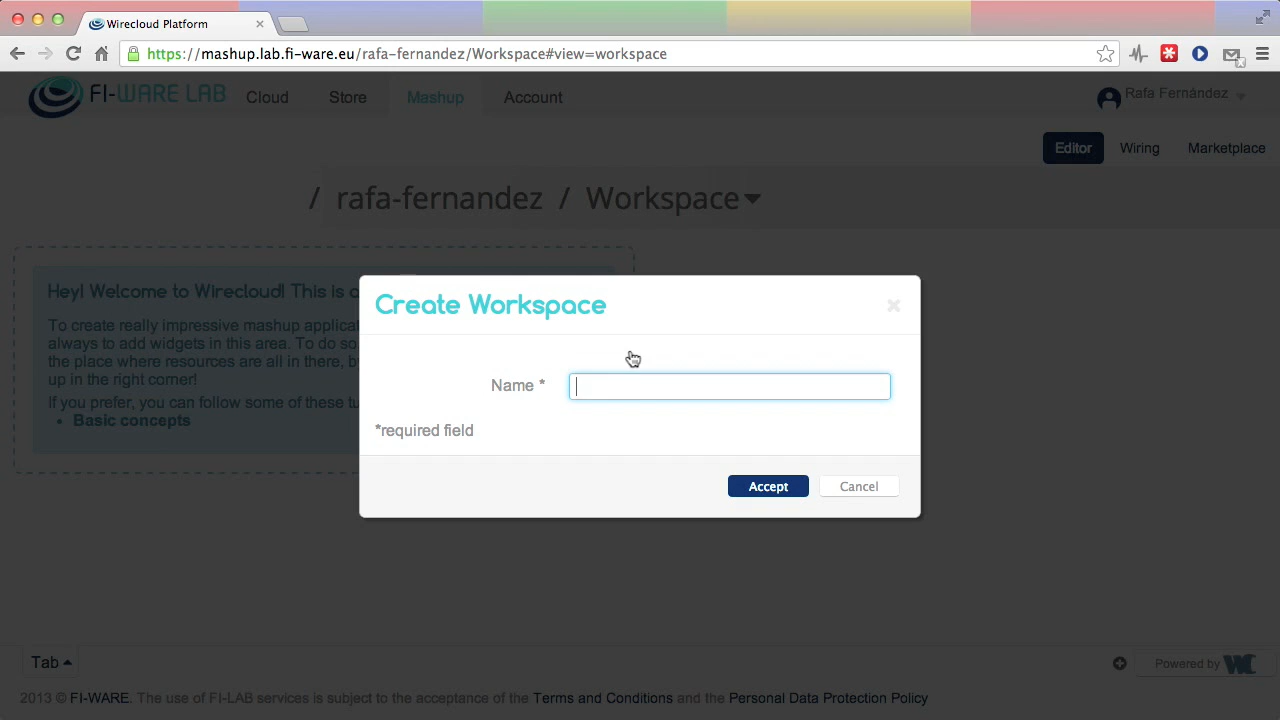 Wirecloud Platform
https://mashup.lab.fi-ware.eu/rafa-fernandez/Workspace#view=workspace
FI-WARE LAB Cloud Store Mashup Account Rafa Fernández
Editor Wiring Marketplace
/ rafa-fernandez / Workspace
Hey! Welcome to Wirecloud! This is
To create really impressive mashup
always to add widgets in this area. To do so
the place where resources are all in there,
up in the right corner!
If you prefer, you can follow some of these
• Basic concepts
Create Workspace
Name *
*required field
Accept Cancel
Tab
Powered by
2013 © FI-WARE. The use of FI-LAB services is subject to the acceptance of the Terms and Conditions and the Personal Data Protection Policy